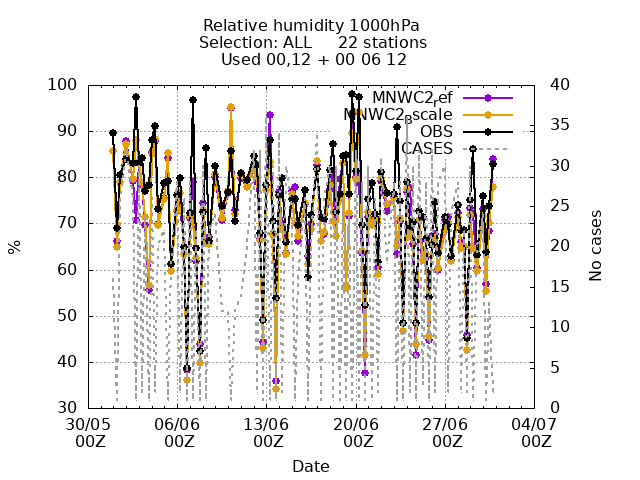 Relative humidity 1000hPa
Selection: ALL 22 stations
Used 00,12 + 00 06 12
MNWC2_ref
MNWC2_Bscale
OBS
CASES
%
100
90
80
70
60
50
40
30
No cases
40
35
30
25
20
15
10
5
0
30/05 06/06 13/06 20/06 27/06 04/07
00Z 00Z 00Z 00Z 00Z 00Z
Date